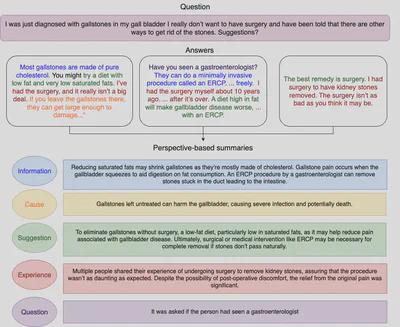 Question
I was just diagnosed with gallstones in my gall bladder I really don't want to have surgery and have been told that there are other
ways to get rid of the stones. Suggestions?
Answers
Most gallstones are made of pure
cholesterol. You might try a diet with
low fat and very low saturated fats. I've
had the surgery, and it really isn't a big
deal. If you leave the gallstones there,
they can get large enough to
damage..."
Have you seen a gastroenterologist?
They can do a minimally invasive
procedure called an ERCP, ... freely. I
had the surgery myself about 10 years
ago. ... after it's over. A diet high in fat
will make gallbladder disease worse, ...
with an ERCP.
The best remedy is surgery. I had
surgery to have kidney stones
removed. The surgery isn't as
bad as you think it may be.
Perspective-based summaries
Information
Reducing saturated fats may shrink gallstones as they're mostly made of cholesterol. Gallstone pain occurs when the
gallbladder squeezes to aid digestion on fat consumption. An ERCP procedure by a gastroenterologist can remove
stones stuck in the duct leading to the intestine.
Cause
Gallstones left untreated can harm the gallbladder, causing severe infection and potentially death.
Suggestion
To eliminate gallstones without surgery, a low-fat diet, particularly low in saturated fats, as it may help reduce pain
associated with gallbladder disease. Ultimately, surgical or medical intervention like ERCP may be necessary for
complete removal if stones don't pass naturally.
Experience
Multiple people shared their experience of undergoing surgery to remove kidney stones, assuring that the procedure
wasn't as daunting as expected. Despite the possibility of post-operative discomfort, the relief from the original pain was
significant.
Question
It was asked if the person had seen a gastroenterologist